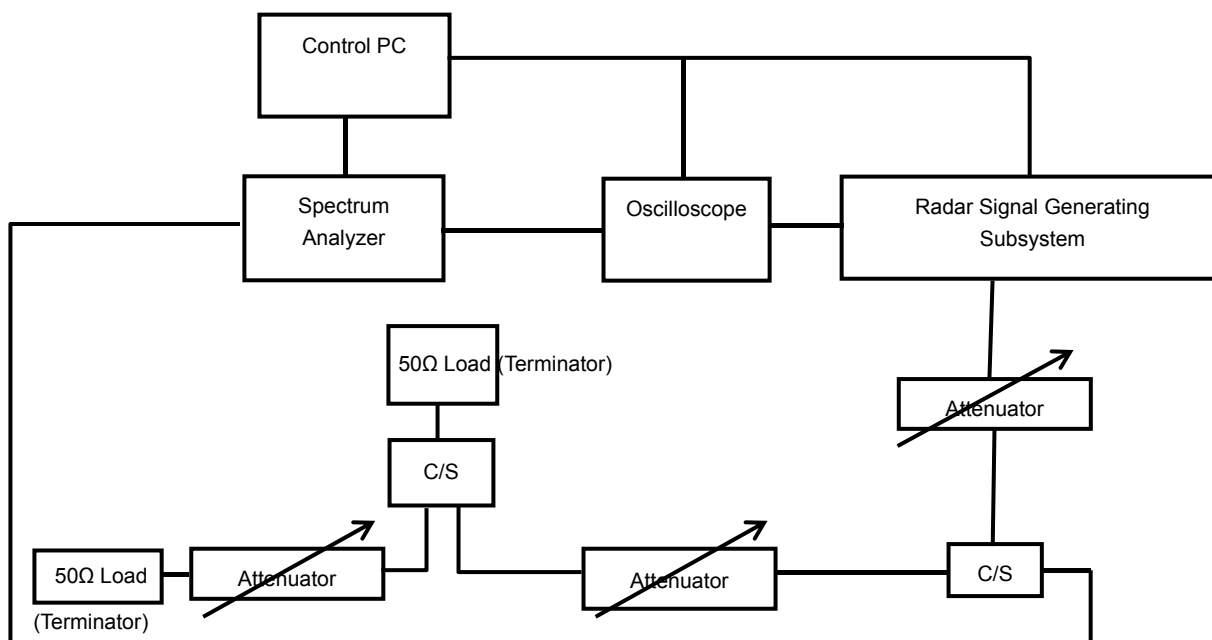 Control PC
Spectrum
Analyzer
Oscilloscope
Radar Signal Generating
Subsystem
50Ω Load (Terminator)
Attenuator
C/S
50Ω Load
(Terminator)
Attenuator
Attenuator
C/S